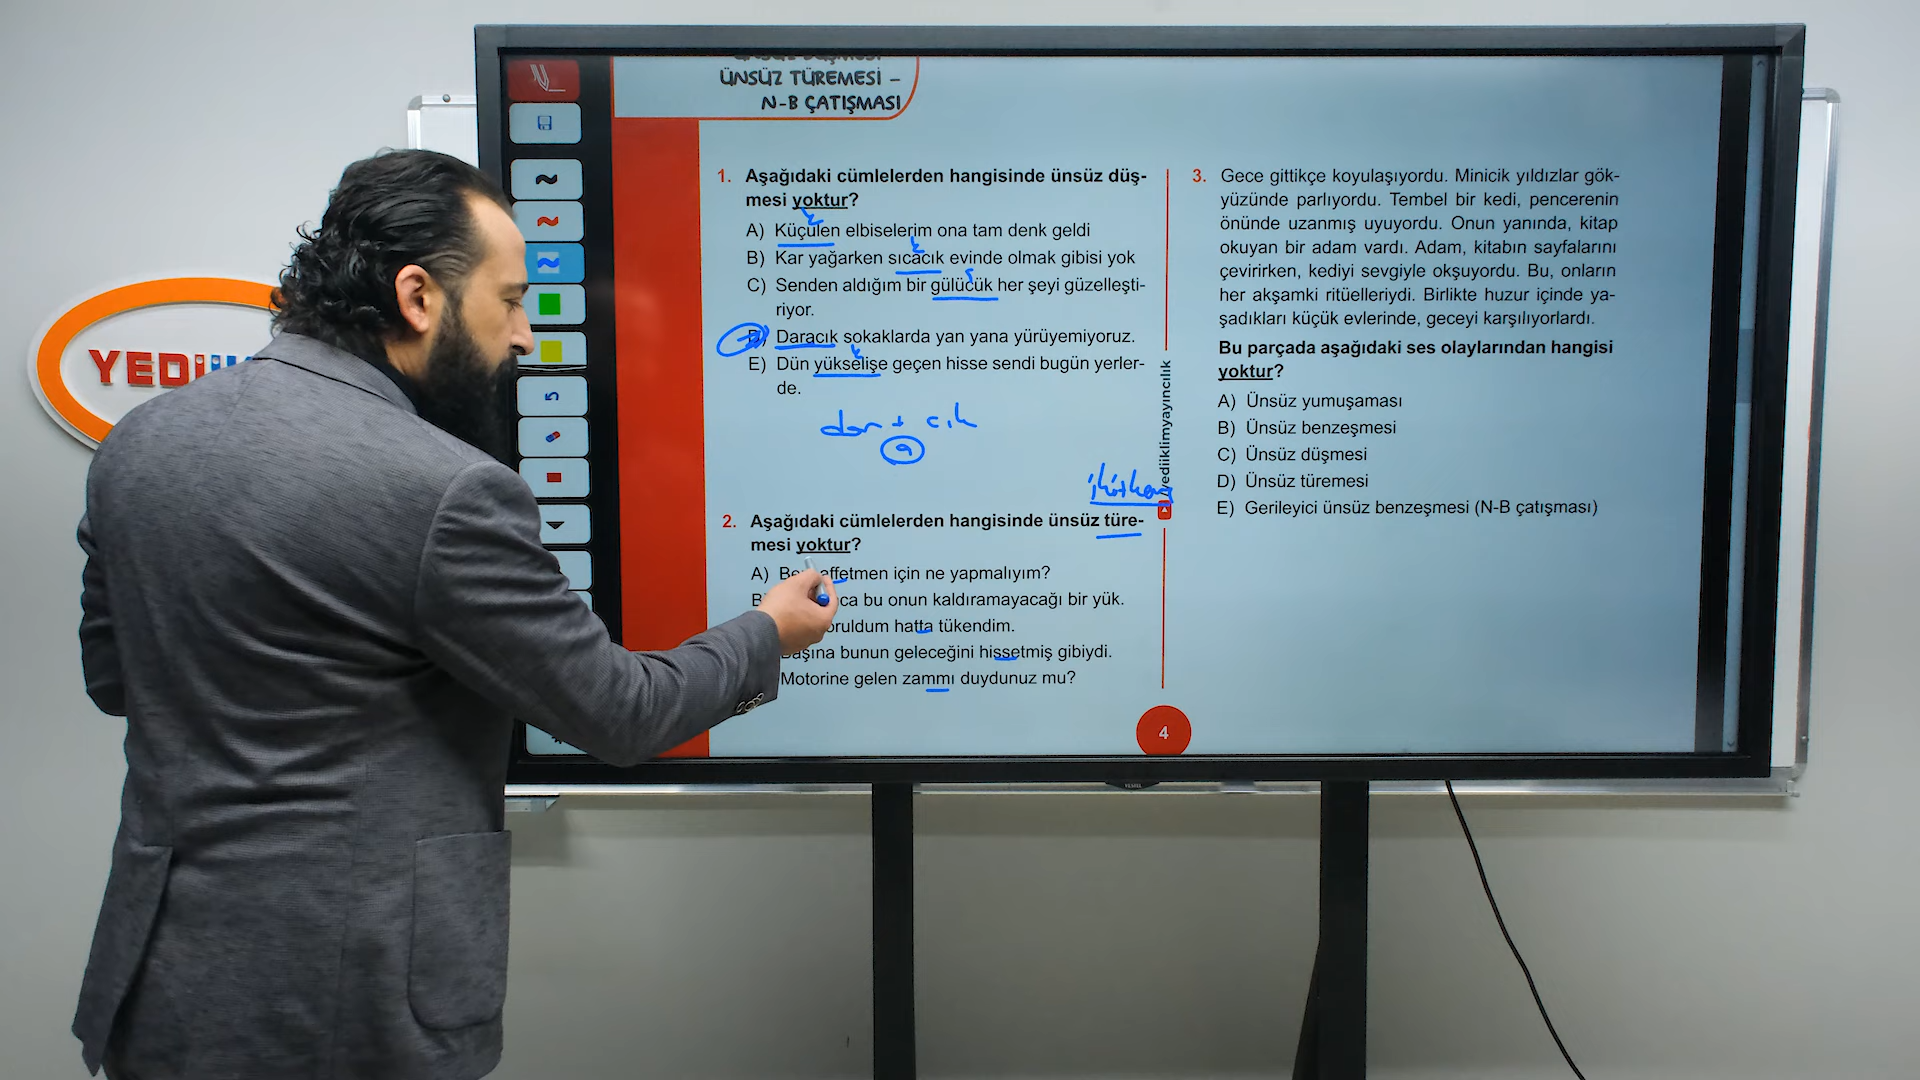 ÜNSÜZ TÜREMESİ –
N-B ÇATIŞMASI
1. Aşağıdaki cümlelerden hangisinde ünsüz düş-
mesi yoktur?
A) Küçülen elbiselerim ona tam denk geldi
B) Kar yağarken sıcacık evinde olmak gibisi yok
C) Senden aldığım bir gülücük her şeyi güzelleşti-
riyor.
Daracık sokaklarda yan yana yürüyemiyoruz.
E) Dün yükselişe geçen hisse sendi bugün yerler-
de.
dar + cık
a
2. Aşağıdaki cümlelerden hangisinde ünsüz türe-
mesi yoktur?
A) affetmen için ne yapmalıyım?
bu onun kaldıramayacağı bir yük.
hatta tükendim.
Başına bunun geleceğini hissetmiş gibiydi.
Motorine gelen zammı duydunuz mu?
yediiklimyayincilik
4
3. Gece gittikçe koyulaşıyordu. Minicik yıldızlar gök-
yüzünde parlıyordu. Tembel bir kedi, pencerenin
önünde uzanmış uyuyordu. Onun yanında, kitap
okuyan bir adam vardı. Adam, kitabın sayfalarını
çevirirken, kediyi sevgiyle okşuyordu. Bu, onların
her akşamki ritüelleriydi. Birlikte huzur içinde ya-
şadıkları küçük evlerinde, geceyi karşılıyorlardı.
Bu parçada aşağıdaki ses olaylarından hangisi
yoktur?
A) Ünsüz yumuşaması
B) Ünsüz benzeşmesi
C) Ünsüz düşmesi
D) Ünsüz türemesi
E) Gerileyici ünsüz benzeşmesi (N-B çatışması)